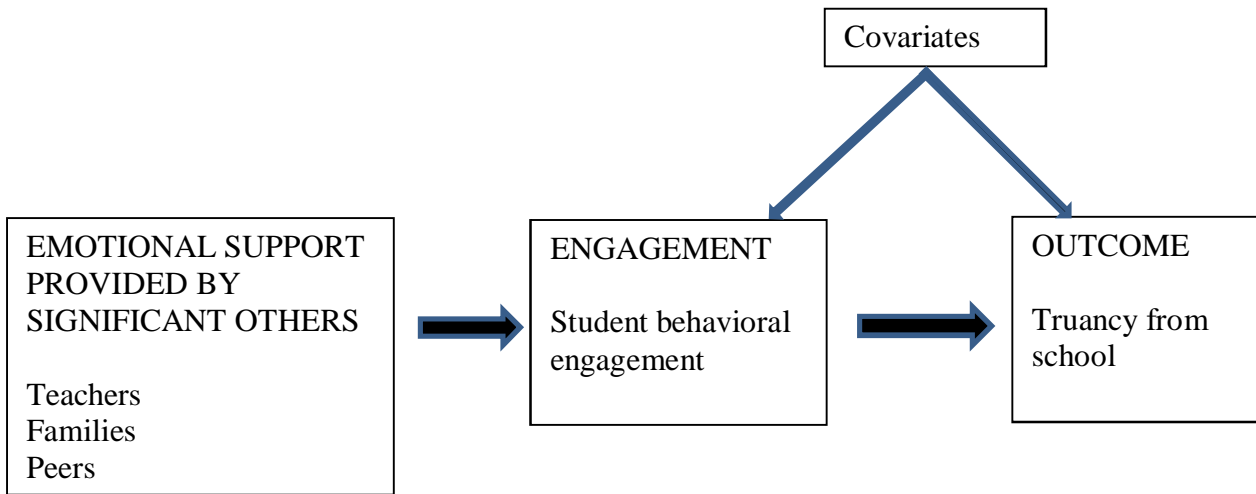 Covariates
EMOTIONAL SUPPORT
PROVIDED BY
SIGNIFICANT OTHERS
Teachers
Families
Peers
ENGAGEMENT
Student behavioral
engagement
OUTCOME
Truancy from
school